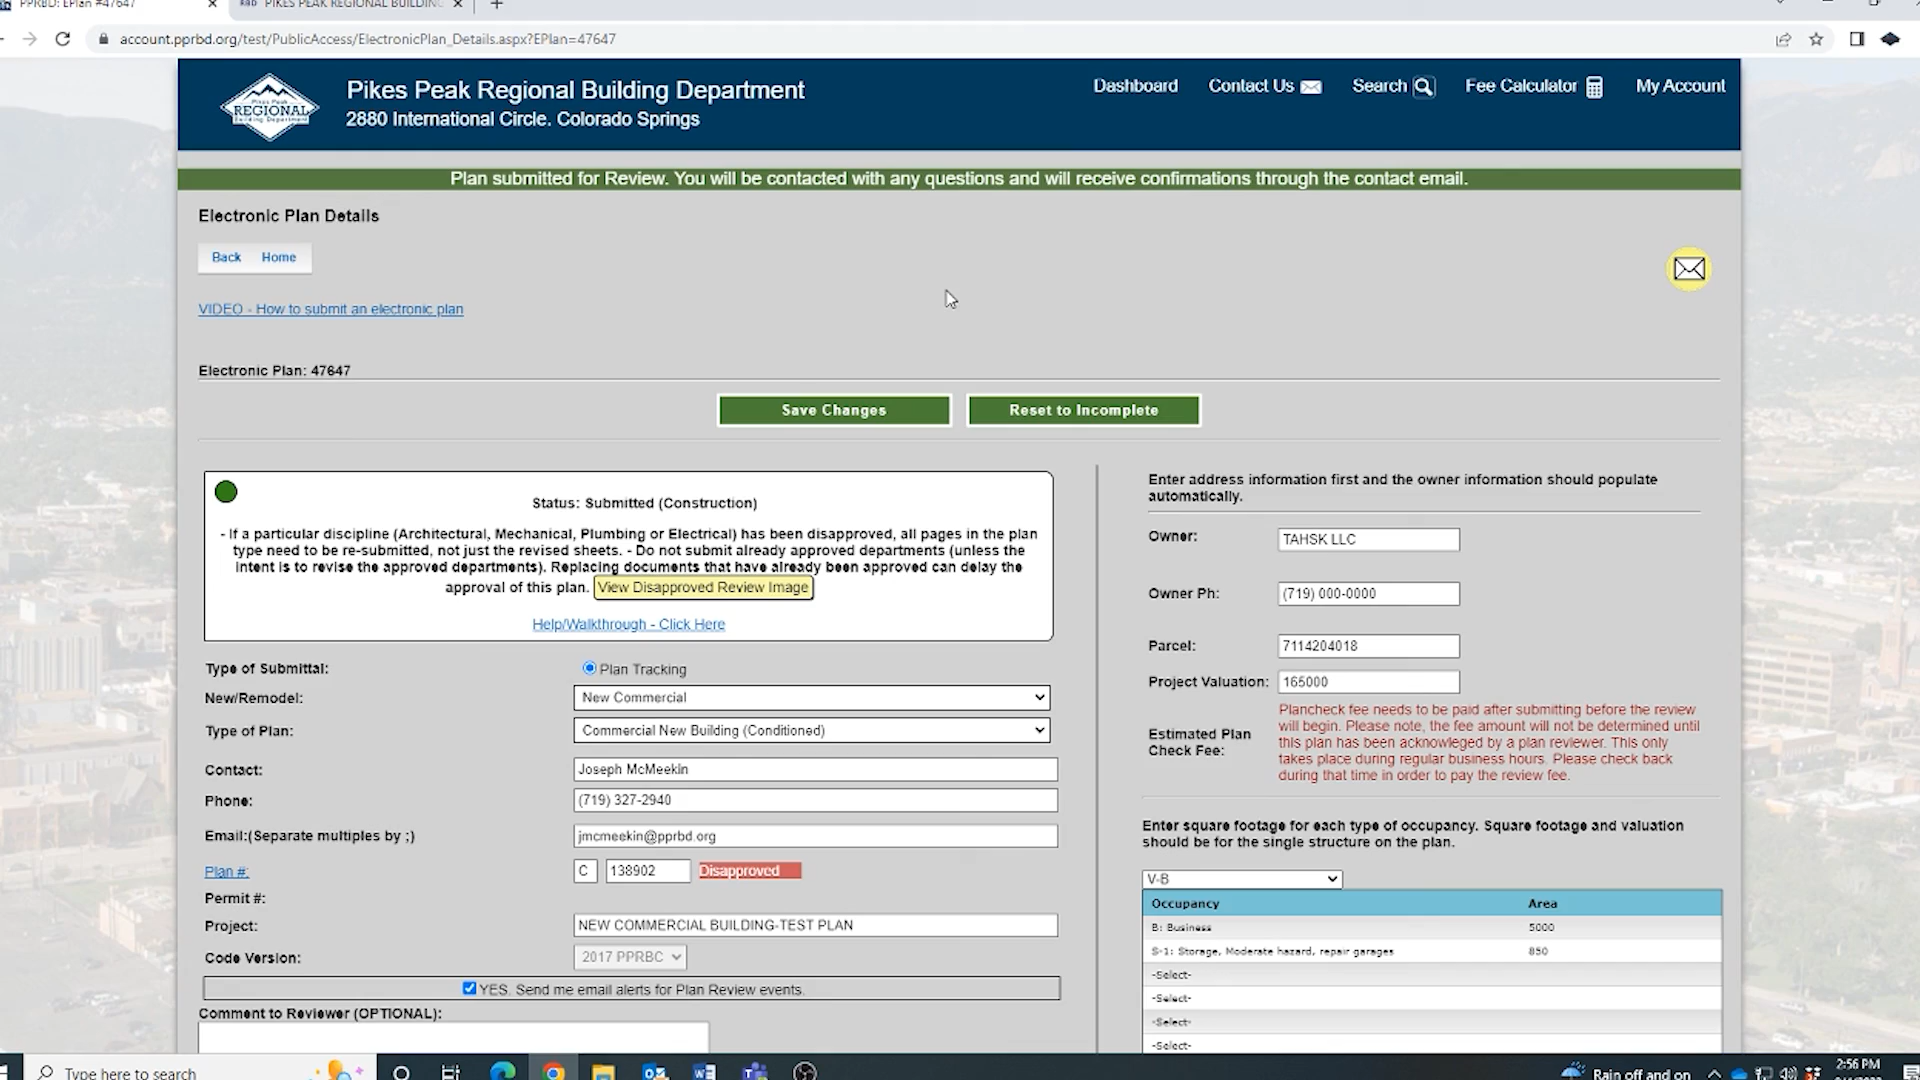 PPRBD: EPlan #47647
PIKES PEAK REGIONAL BUILDING
account.pprbd.org/test/PublicAccess/ElectronicPlan_Details.aspx?EPlan=47647
Pikes Peak
REGIONAL
Building Department
Pikes Peak Regional Building Department
2880 International Circle. Colorado Springs
Dashboard
Contact Us
Search
Fee Calculator
My Account
Plan submitted for Review. You will be contacted with any questions and will receive confirmations through the contact email.
Electronic Plan Details
Back
Home
VIDEO - How to submit an electronic plan
Electronic Plan: 47647
Save Changes
Reset to Incomplete
Status: Submitted (Construction)
- If a particular discipline (Architectural, Mechanical, Plumbing or Electrical) has been disapproved, all pages in the plan
type need to be re-submitted, not just the revised sheets. - Do not submit already approved departments (unless the
intent is to revise the approved departments). Replacing documents that have already been approved can delay the
approval of this plan. View Disapproved Review Image
Help/Walkthrough - Click Here
Type of Submittal:
Plan Tracking
New/Remodel:
New Commercial
Type of Plan:
Commercial New Building (Conditioned)
Contact:
Joseph McMeekin
Phone:
(719) 327-2940
Email:(Separate multiples by ;)
jmcmeekin@pprbd.org
Plan #:
C
138902
Disapproved
Permit #:
Project:
NEW COMMERCIAL BUILDING-TEST PLAN
Code Version:
2017 PPRBC
YES. Send me email alerts for Plan Review events.
Comment to Reviewer (OPTIONAL):
Enter address information first and the owner information should populate
automatically.
Owner:
TAHSK LLC
Owner Ph:
(719) 000-0000
Parcel:
7114204018
Project Valuation:
165000
Estimated Plan
Check Fee:
Plancheck fee needs to be paid after submitting before the review
will begin. Please note, the fee amount will not be determined until
this plan has been acknowleged by a plan reviewer. This only
takes place during regular business hours. Please check back
during that time in order to pay the review fee.
Enter square footage for each type of occupancy. Square footage and valuation
should be for the single structure on the plan.
V-B
Occupancy
Area
B: Business
5000
S-1: Storage, Moderate hazard, repair garages
850
-Select-
-Select-
-Select-
-Select-
Type here to search
Rain off and on
2:56 PM